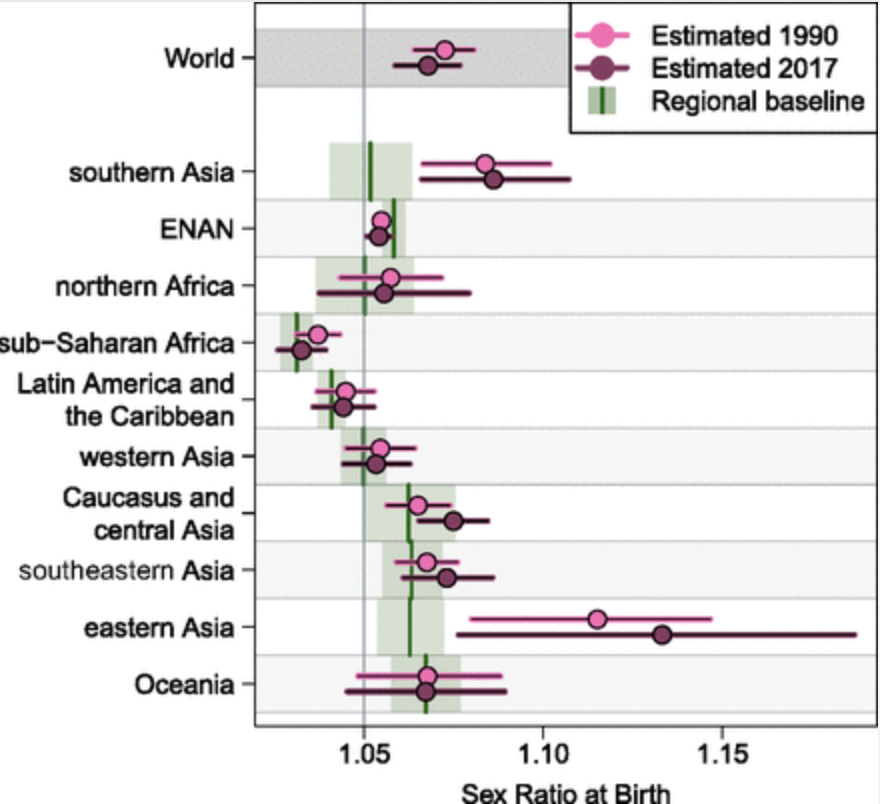 World
Estimated 1990
Estimated 2017
Regional baseline
southern Asia
ENAN
northern Africa
sub-Saharan Africa
Latin America and
the Caribbean
western Asia
Caucasus and
central Asia
southeastern Asia
eastern Asia
Oceania
1.05 1.10 1.15
Sex Ratio at Birth